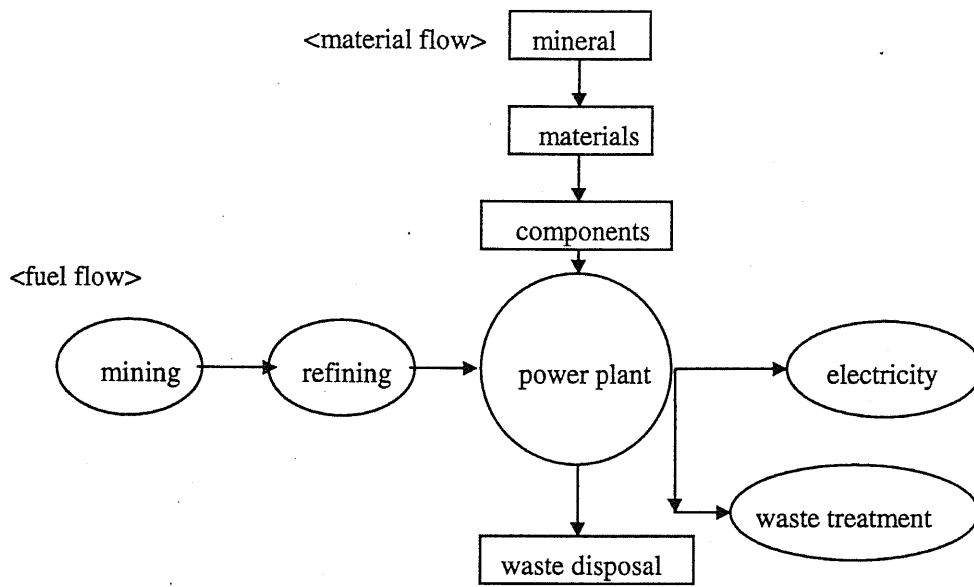 <material flow>
mineral
materials
components
<fuel flow>
mining
refining
power plant
electricity
waste treatment
waste disposal